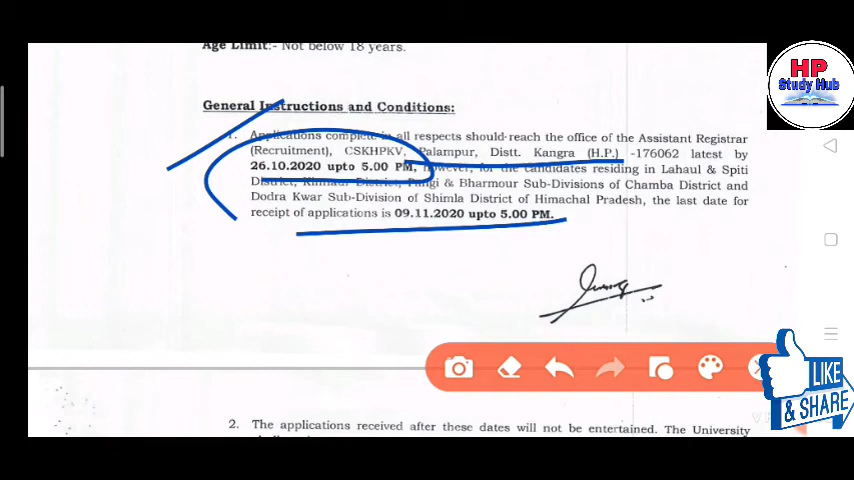 Age Limit:- Not below 18 years.
HP
Study Hub
General Instructions and Conditions:
1. Applications complete in all respects should reach the office of the Assistant Registrar
(Recruitment), CSKHPKV, Palampur, Distt. Kangra (H.P.) -176062 latest by
26.10.2020 upto 5.00 PM, however, for the candidates residing in Lahaul & Spiti
District, Kinnaur District, Pangi & Bharmour Sub-Divisions of Chamba District and
Dodra Kwar Sub-Division of Shimla District of Himachal Pradesh, the last date for
receipt of applications is 09.11.2020 upto 5.00 PM.
LIKE
& SHARE
2. The applications received after these dates will not be entertained. The University